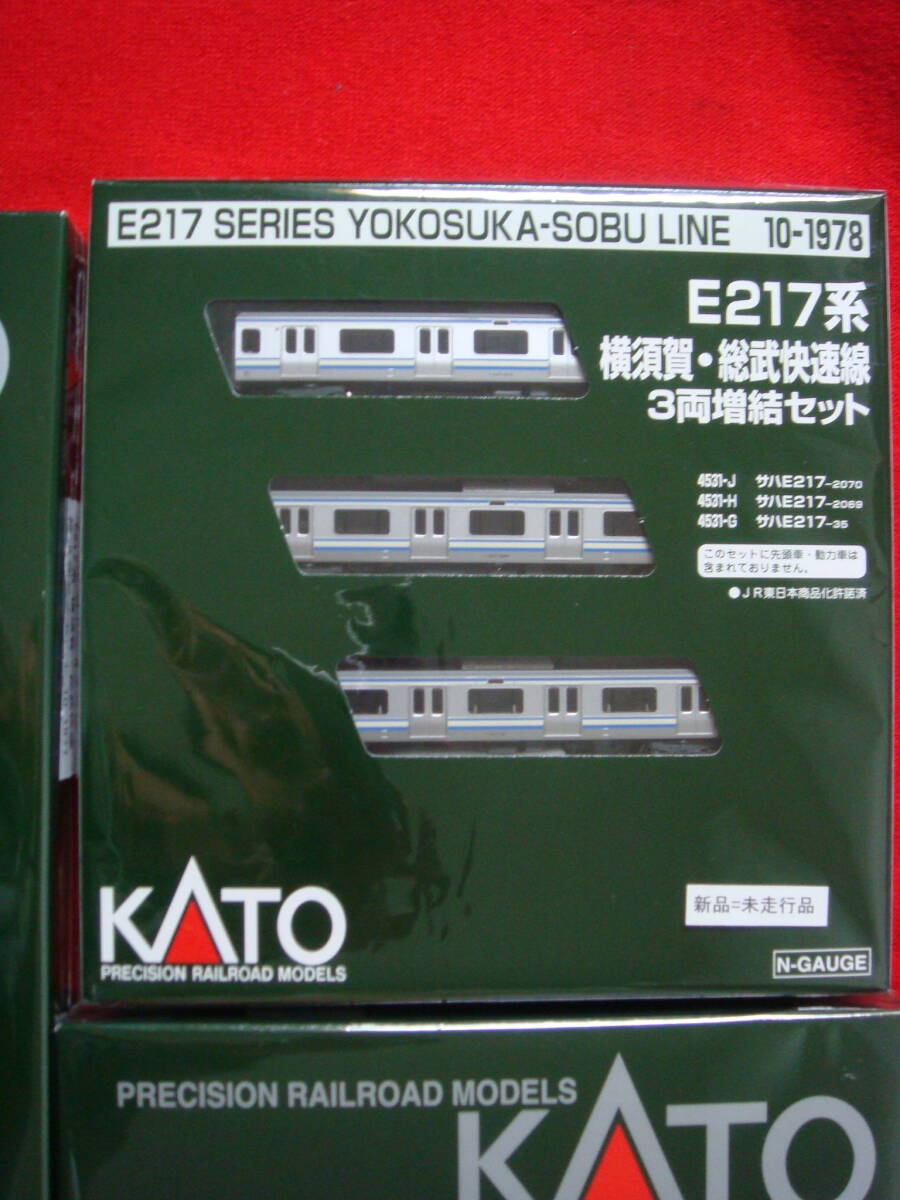 E217 SERIES YOKOSUKA-SOBU LINE 10-1978
E217系
横須賀・総武快速線
3両増結セット
4531-J サハE217-2070
4531-H サハE217-2069
4531-G サハE217-35
このセットに先頭車・動力車は
含まれておりません。
●JR東日本商品化許諾済
KATO
PRECISION RAILROAD MODELS
新品=未走行品
N-GAUGE
PRECISION RAILROAD MODELS
KATO